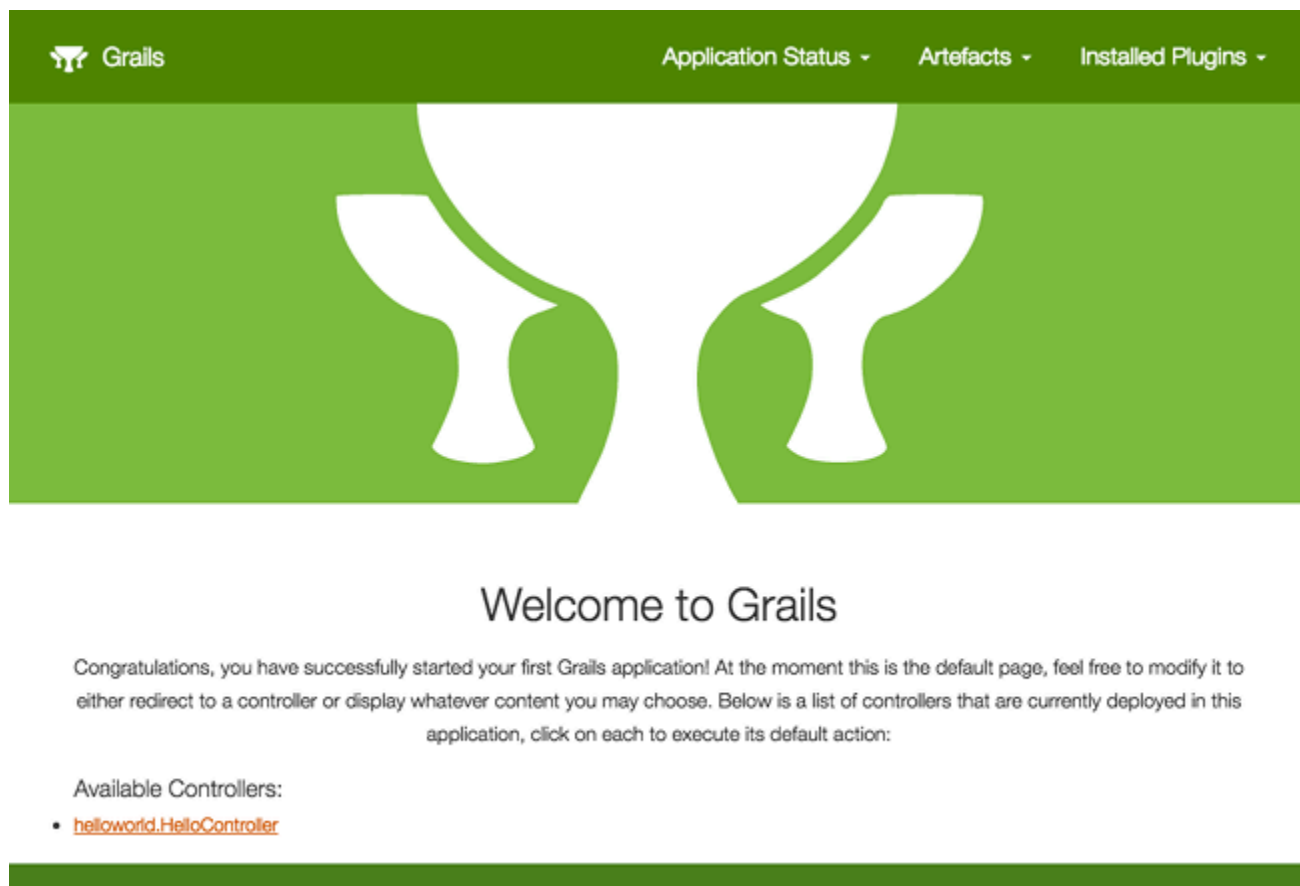 Grails
Application Status
Artefacts
Installed Plugins
Welcome to Grails
Congratulations, you have successfully started your first Grails application! At the moment this is the default page, feel free to modify it to
either redirect to a controller or display whatever content you may choose. Below is a list of controllers that are currently deployed in this
application, click on each to execute its default action:
Available Controllers:
helloworld.HelloController